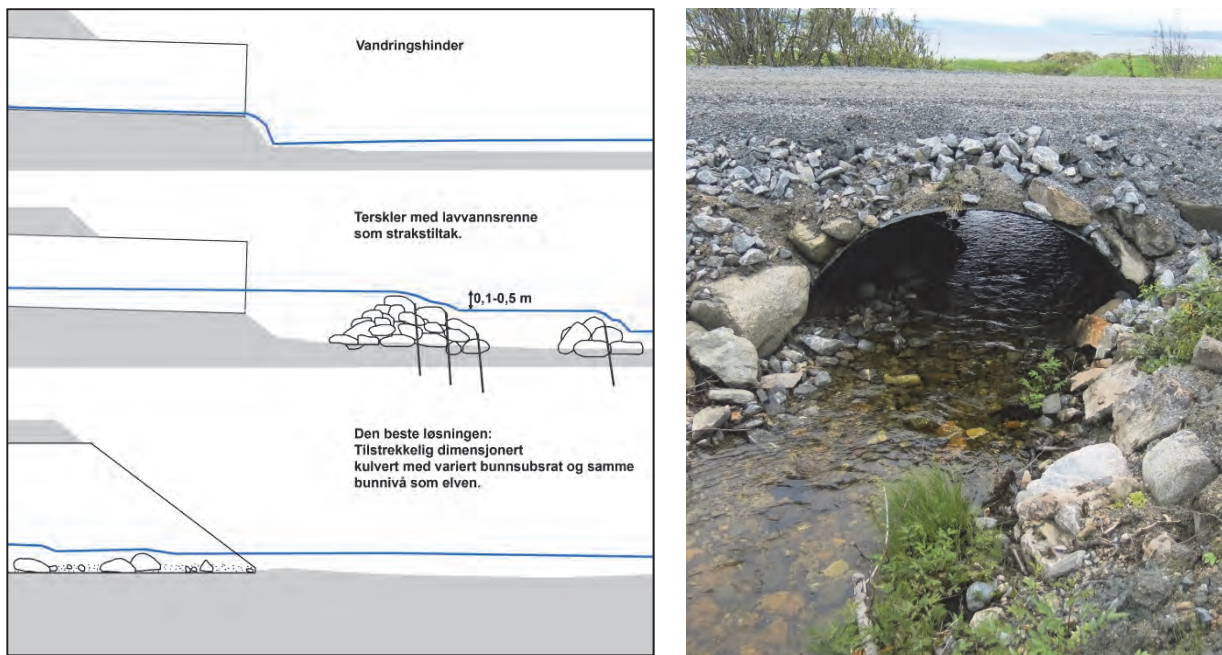 Vandringshinder
Terskler med lavvannsrenne
som strakstiltak.
0,1-0,5 m
Den beste løsningen:
Tilstrekkelig dimensjonert
kulvert med variert bunnsubsrat og samme
bunnivå som elven.